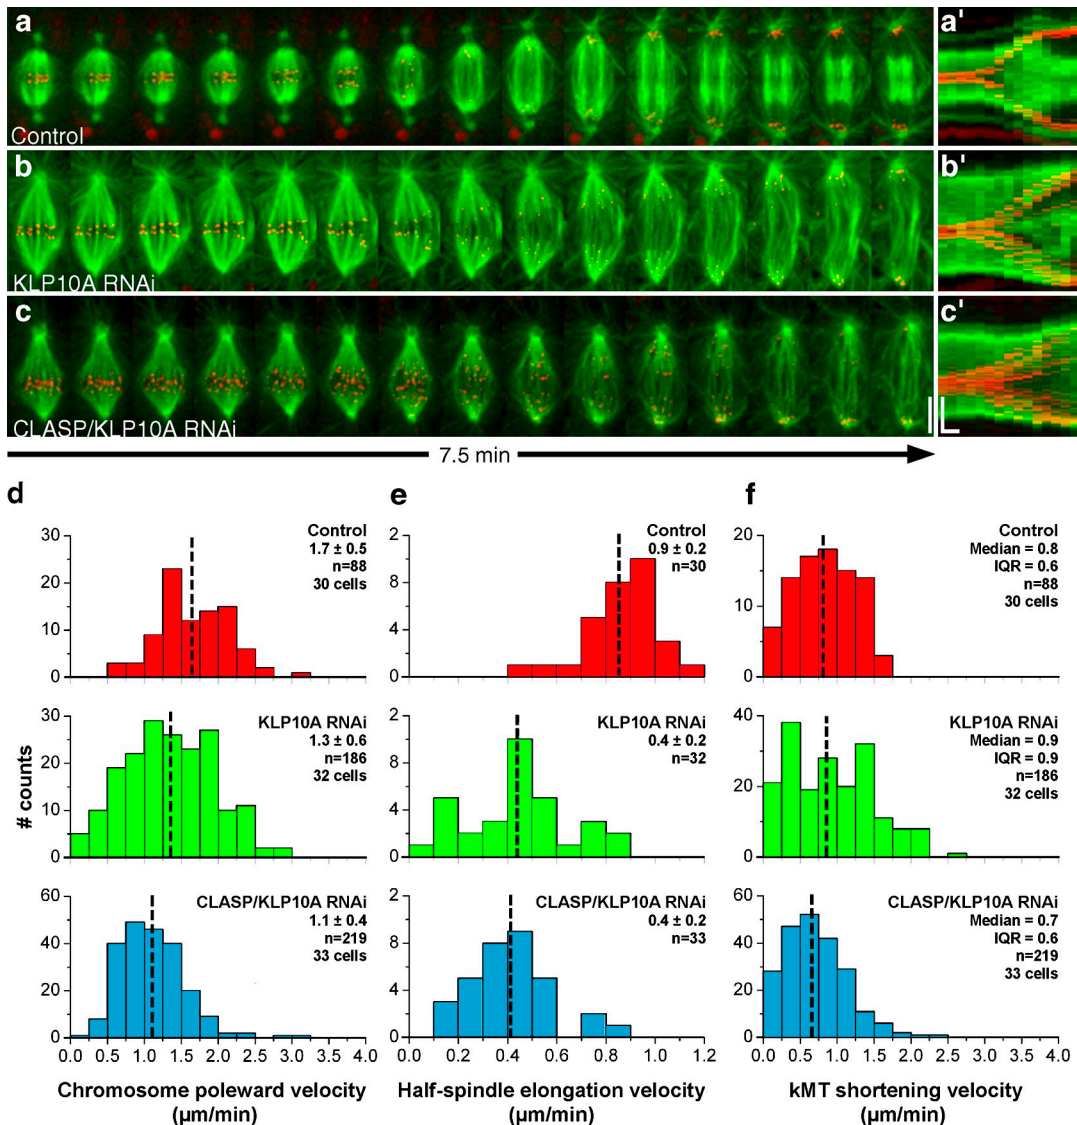 a
Control
a'
b
KLP10A RNAi
b'
c
CLASP/KLP10A RNAi
c'
7.5 min
d
e
f
Control
1.7 ± 0.5
n=88
30 cells
30
20
10
0
Control
0.9 ± 0.2
n=30
2
8
4
0
Control
Median = 0.8
IQR = 0.6
n=88
30 cells
20
10
0
# counts
KLP10A RNAi
1.3 ± 0.6
n=186
32 cells
30
20
10
0
KLP10A RNAi
0.4 ± 0.2
n=32
2
8
4
0
KLP10A RNAi
Median = 0.9
IQR = 0.9
n=186
32 cells
40
20
0
CLASP/KLP10A RNAi
1.1 ± 0.4
n=219
33 cells
60
40
20
0
CLASP/KLP10A RNAi
0.4 ± 0.2
n=33
2
8
4
0
CLASP/KLP10A RNAi
Median = 0.7
IQR = 0.6
n=219
33 cells
60
40
20
0
0.0 0.5 1.0 1.5 2.0 2.5 3.0 3.5 4.0
0.2 0.4 0.6 0.8 1.0 1.2
0.0 0.5 1.0 1.5 2.0 2.5 3.0 3.5 4.0
Chromosome poleward velocity
(µm/min)
Half-spindle elongation velocity
(µm/min)
kMT shortening velocity
(µm/min)